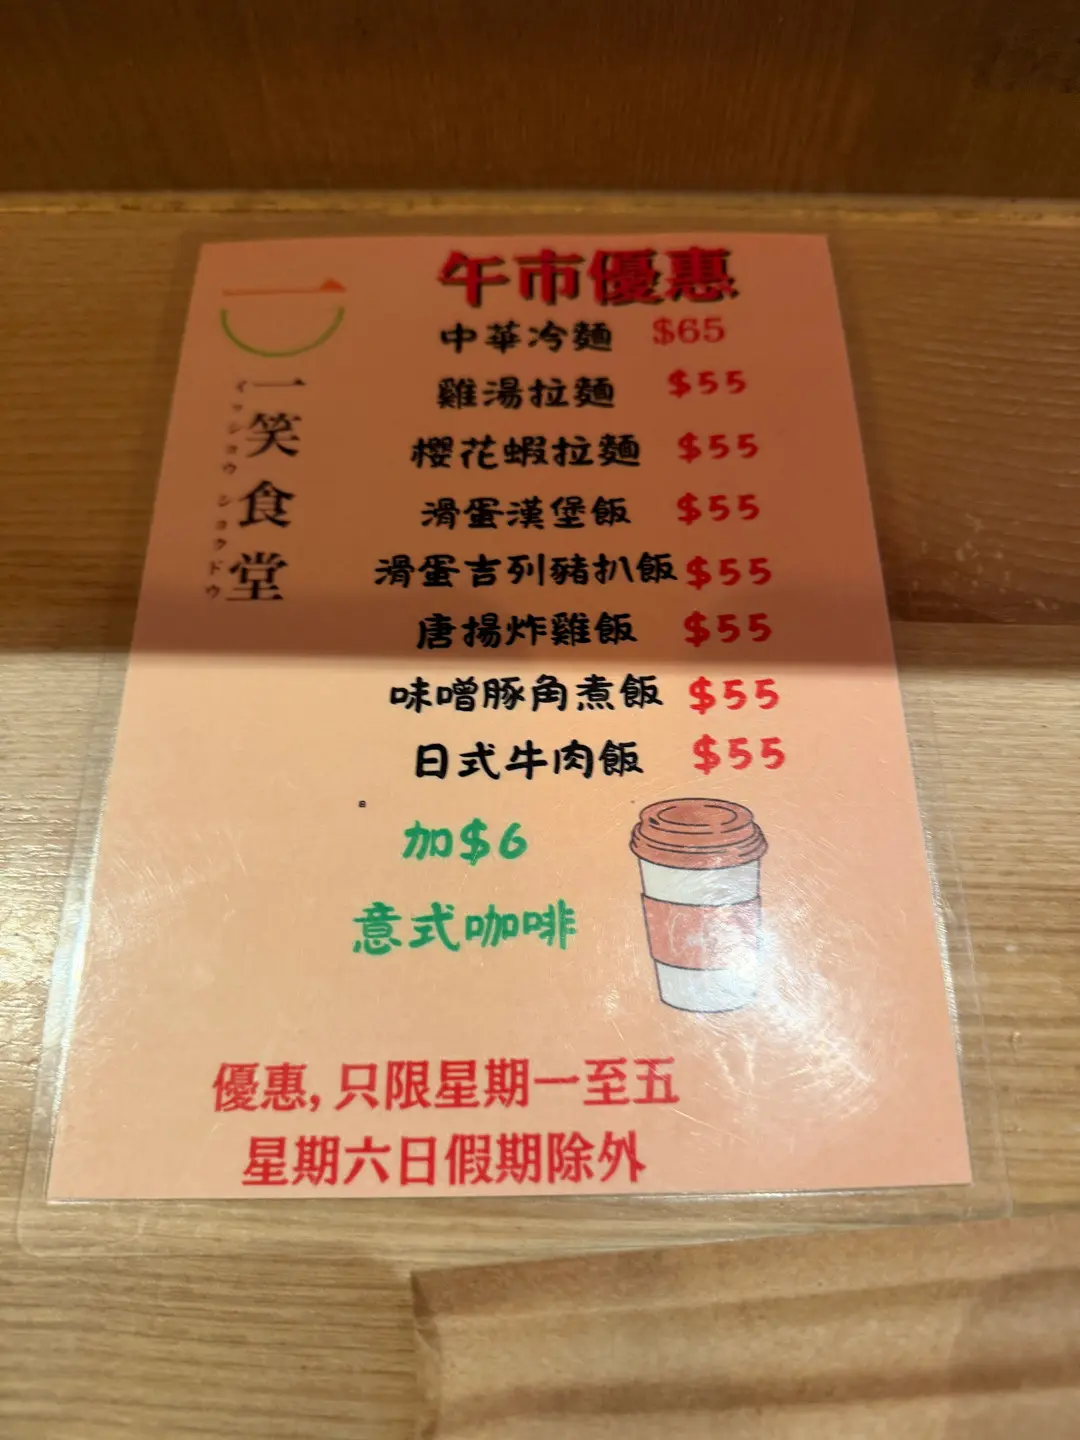 一笑食堂
イッショウ ショクドウ
午市優惠
中華冷麵 $65
雞湯拉麵 $55
櫻花蝦拉麵 $55
滑蛋漢堡飯 $55
滑蛋吉列豬扒飯 $55
唐揚炸雞飯 $55
味噌豚角煮飯 $55
日式牛肉飯 $55
加$6
意式咖啡
優惠, 只限星期一至五
星期六日假期除外